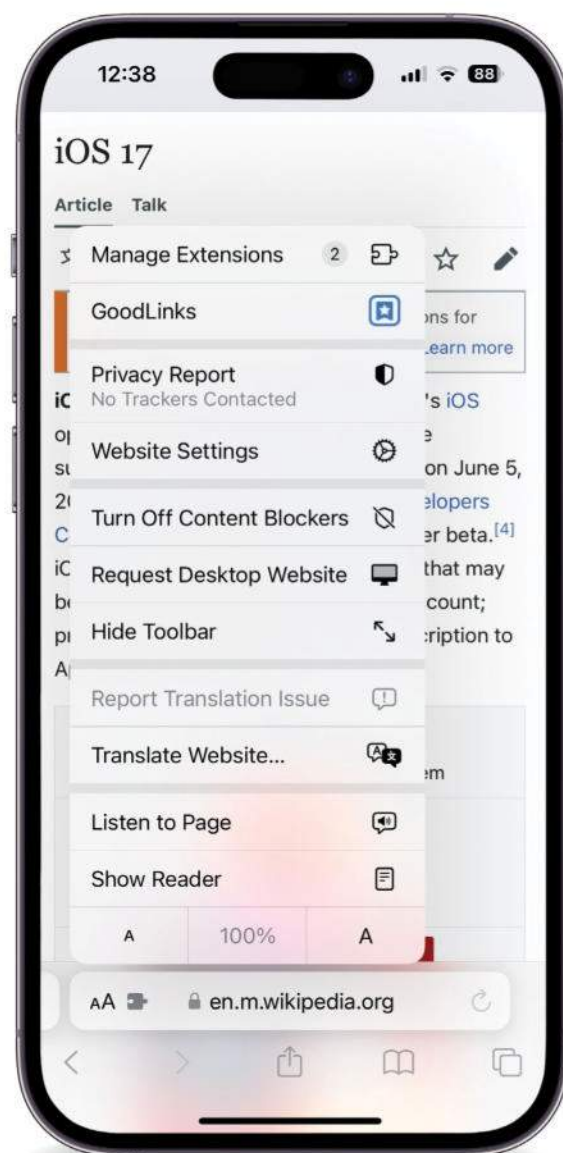 12:38
88
iOS 17
Article Talk
Manage Extensions 2
GoodLinks
ons for
Learn more
Privacy Report
No Trackers Contacted
's iOS
Website Settings
on June 5,
elopers
Turn Off Content Blockers
er beta.[4]
Request Desktop Website
that may
count;
Hide Toolbar
cription to
Report Translation Issue
Translate Website...
em
Listen to Page
Show Reader
A 100% A
AA en.m.wikipedia.org